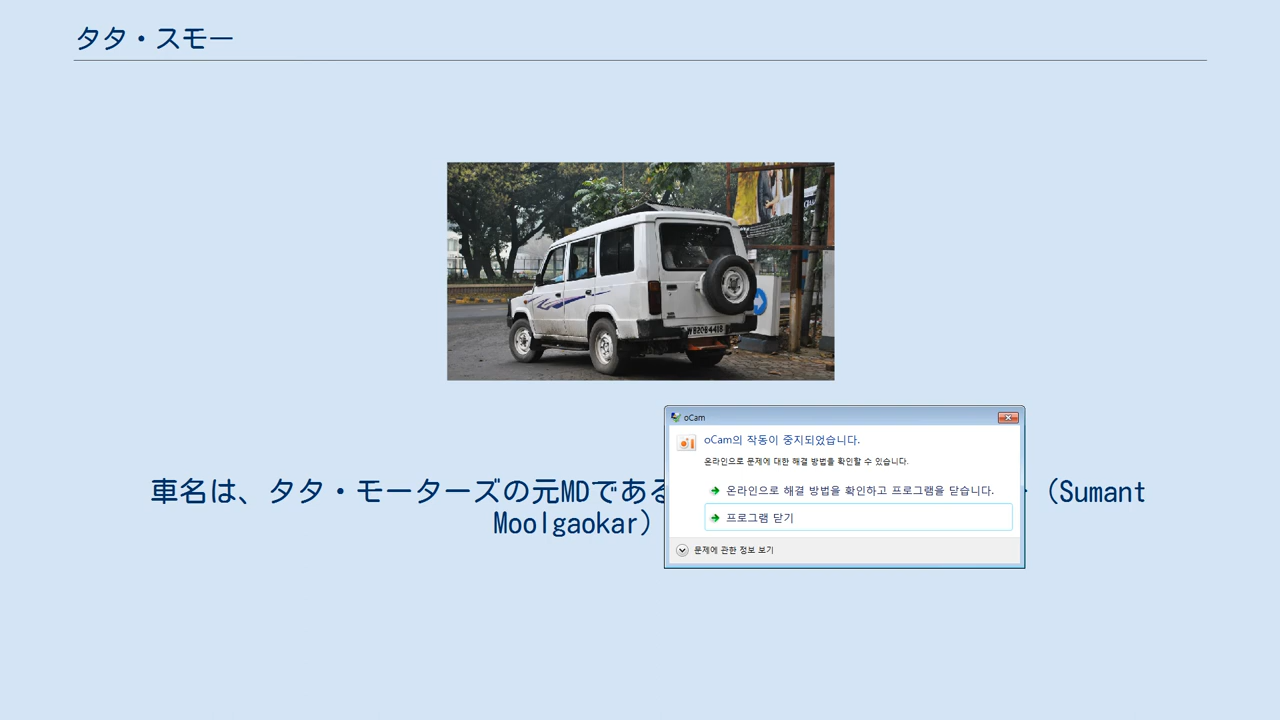 タタ・スモー
WB20B4418
oCam
oCam의 작동이 중지되었습니다.
온라인으로 문제에 대한 해결 방법을 확인할 수 있습니다.
온라인으로 해결 방법을 확인하고 프로그램을 닫습니다.
프로그램 닫기
문제에 관한 정보 보기
車名は、タタ・モーターズの元MDである
（Sumant
Moolgaokar）